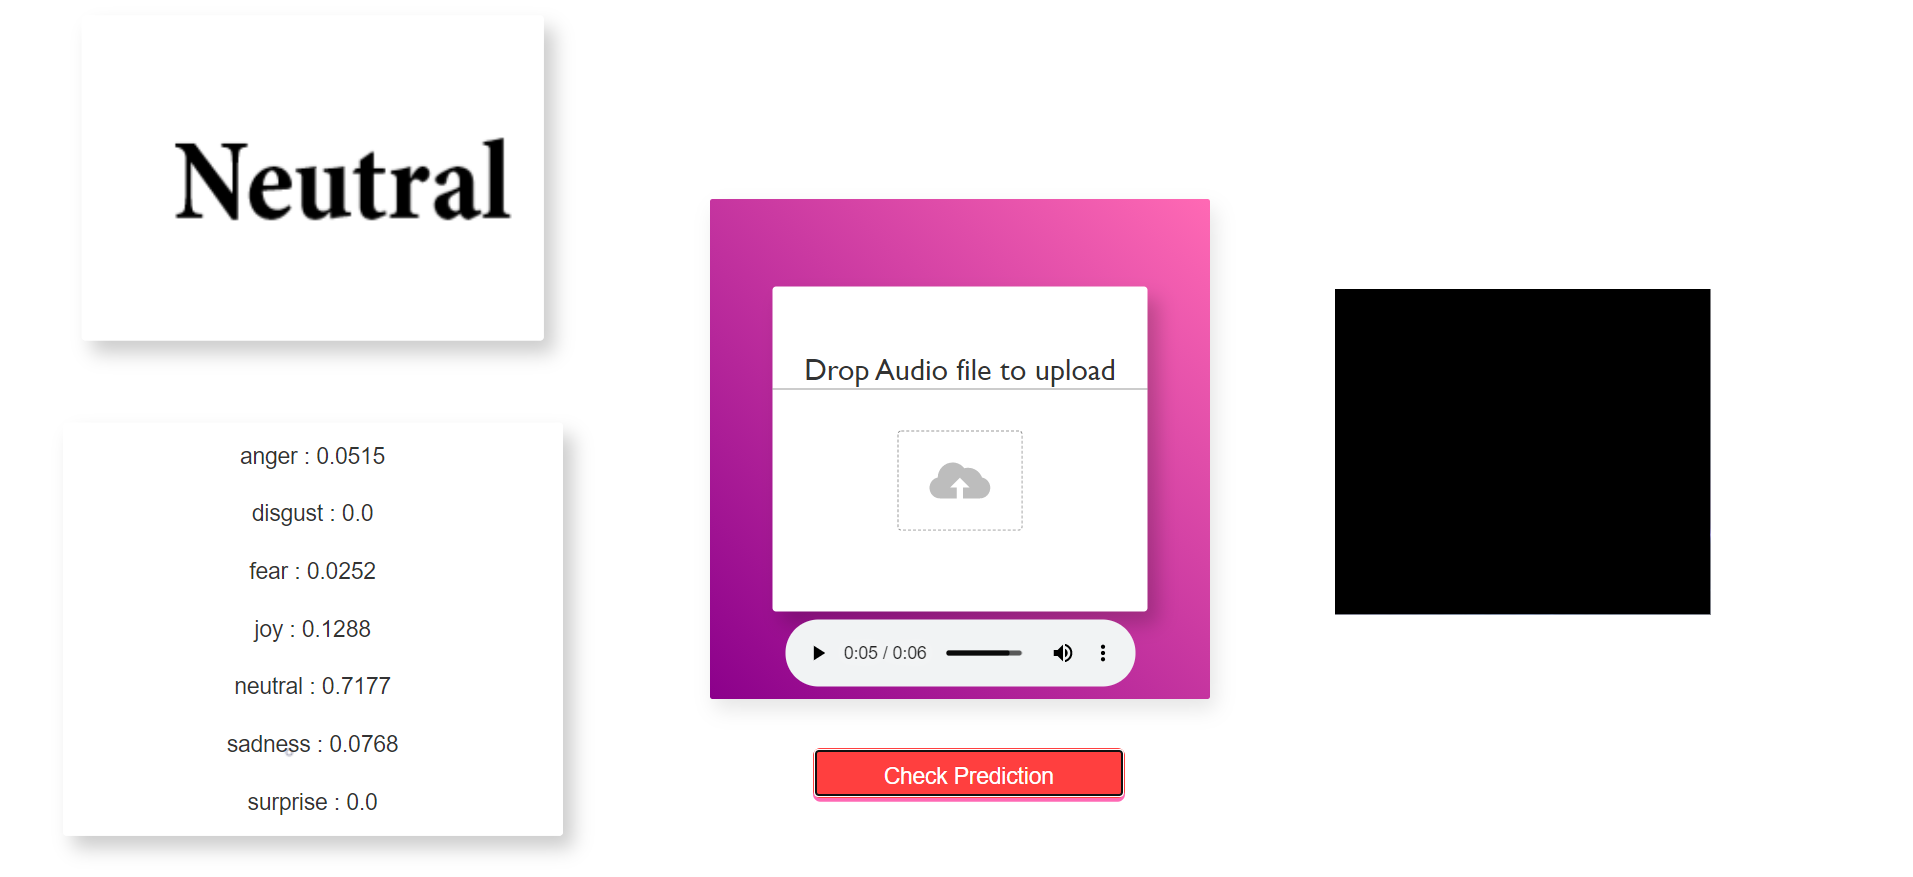 Neutral
anger : 0.0515
disgust : 0.0
fear : 0.0252
joy : 0.1288
neutral : 0.7177
sadness : 0.0768
surprise : 0.0
Drop Audio file to upload
0:05 / 0:06
Check Prediction